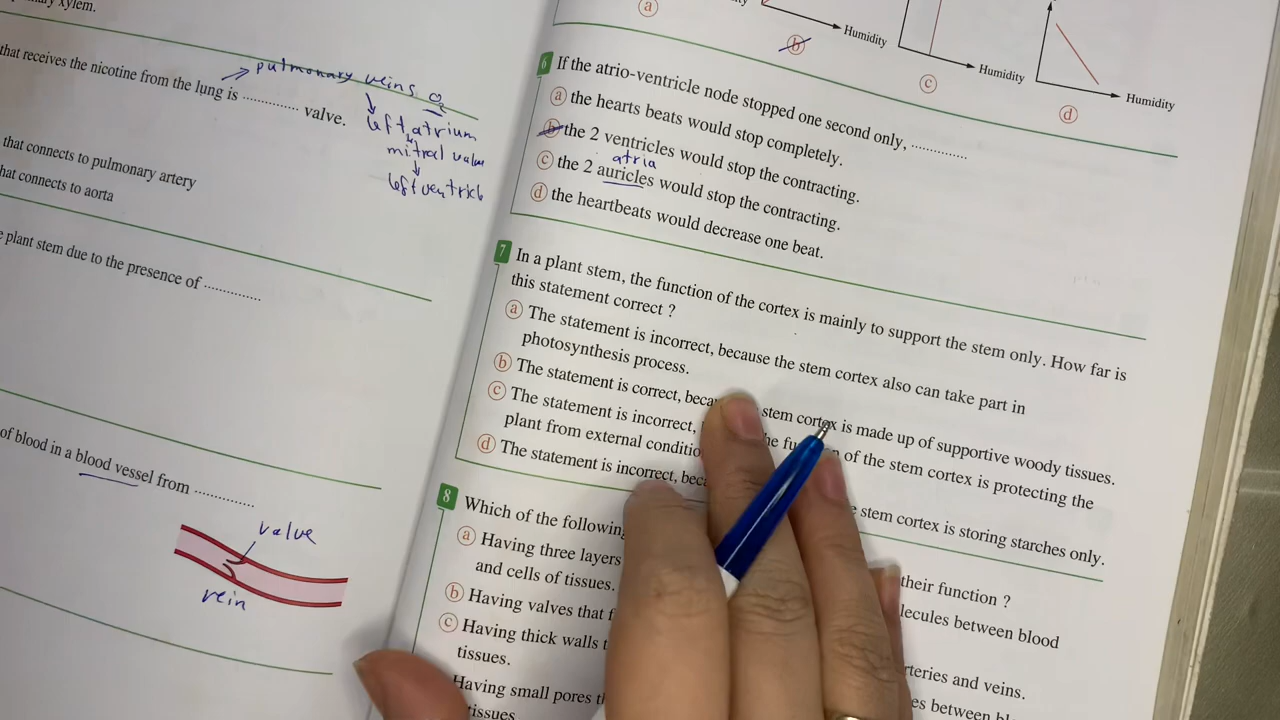 xylem.
that receives the nicotine from the lung is ............. valve.
pulmonary veins O2
left atrium
mitral valve
left ventricle
that connects to pulmonary artery
hat connects to aorta
e plant stem due to the presence of .............
of blood in a blood vessel from .............
valve
vein
a
b
Humidity
c
Humidity
d
Humidity
6 If the atrio-ventricle node stopped one second only, .............
a the hearts beats would stop completely.
b the 2 ventricles would stop the contracting.
atria
c the 2 auricles would stop the contracting.
d the heartbeats would decrease one beat.
7 In a plant stem, the function of the cortex is mainly to support the stem only. How far is
this statement correct ?
a The statement is incorrect, because the stem cortex also can take part in
photosynthesis process.
b The statement is correct, stem cortex is made up of supportive woody tissues.
c The statement is incorrect, of the stem cortex is protecting the
plant from external
d The statement is incorrect, stem cortex is storing starches only.
8 Which of the following their function ?
a Having three layers
and cells of tissues. between blood
b Having valves that
c Having thick walls and veins.
tissues.
Having small pores between
tissues